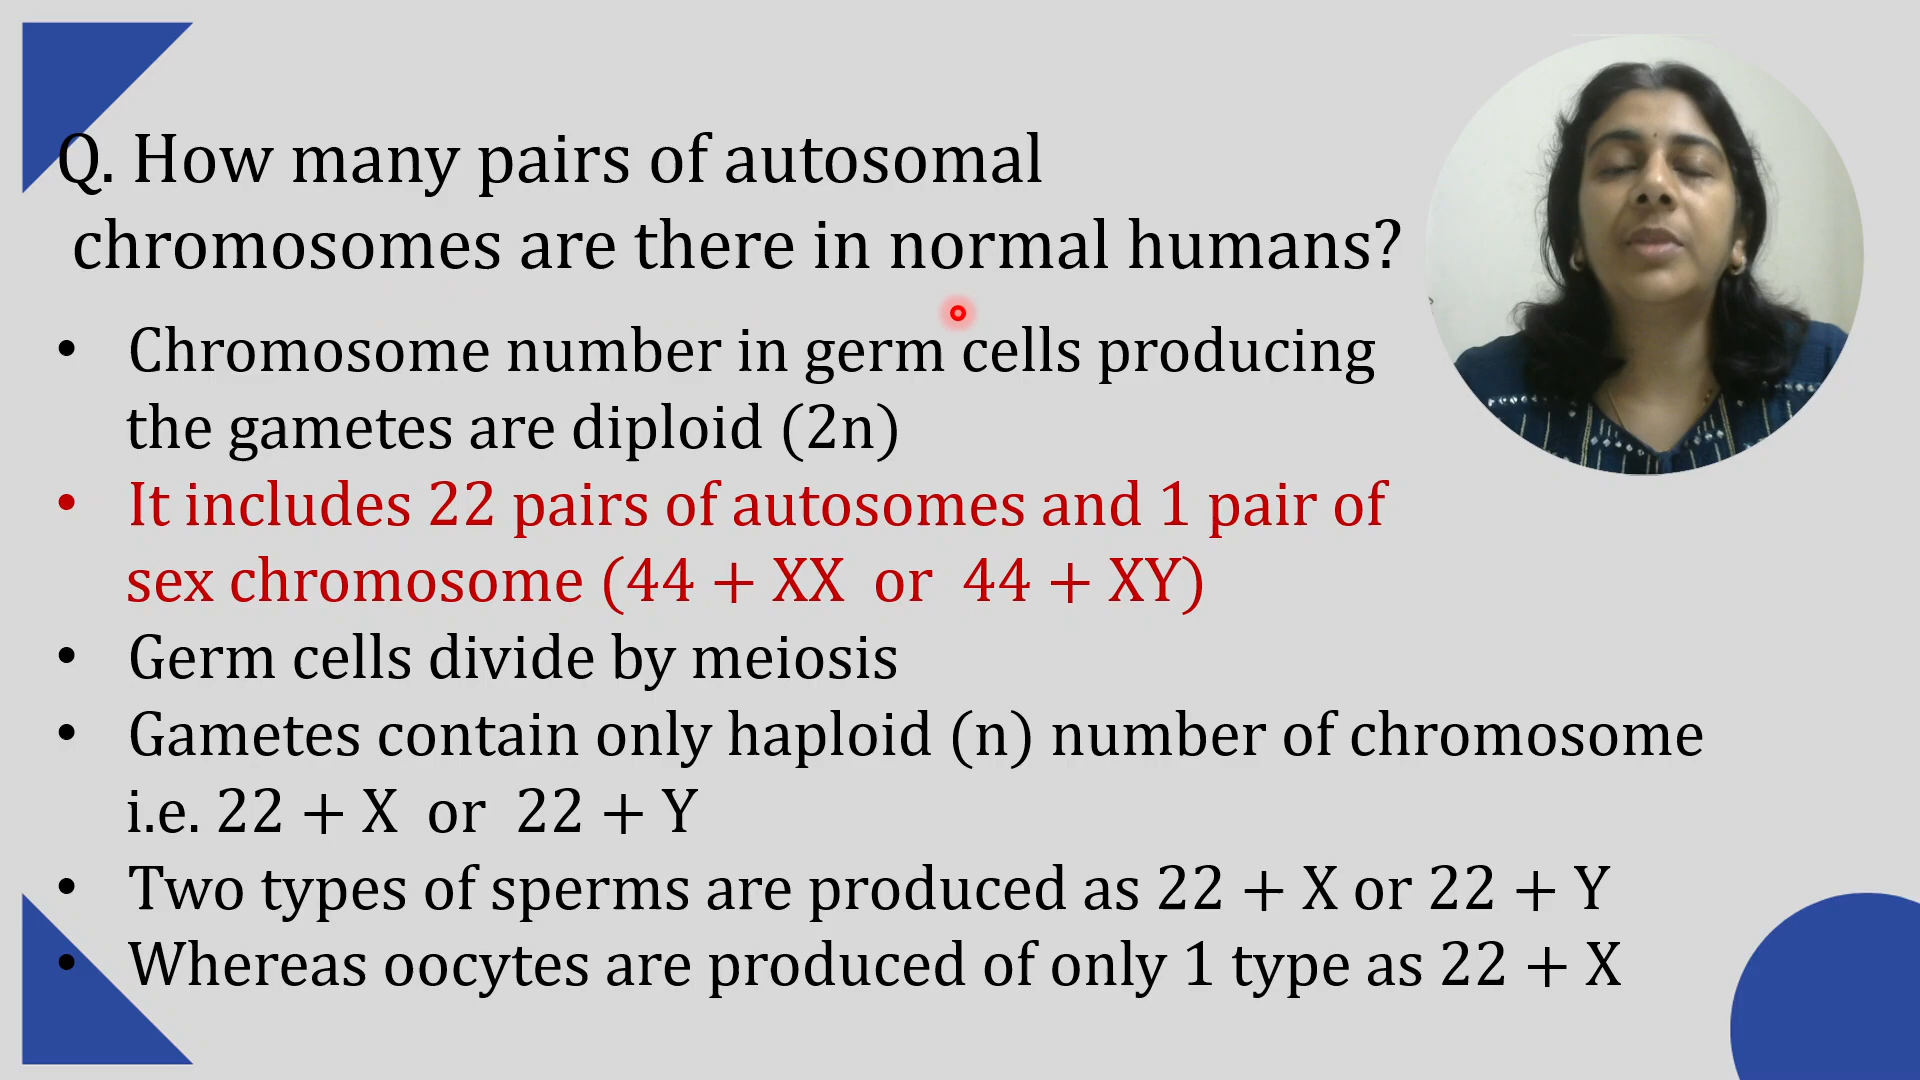 Q. How many pairs of autosomal
chromosomes are there in normal humans?
• Chromosome number in germ cells producing
the gametes are diploid (2n)
• It includes 22 pairs of autosomes and 1 pair of
sex chromosome (44 + XX or 44 + XY)
• Germ cells divide by meiosis
• Gametes contain only haploid (n) number of chromosome
i.e. 22 + X or 22 + Y
• Two types of sperms are produced as 22 + X or 22 + Y
• Whereas oocytes are produced of only 1 type as 22 + X